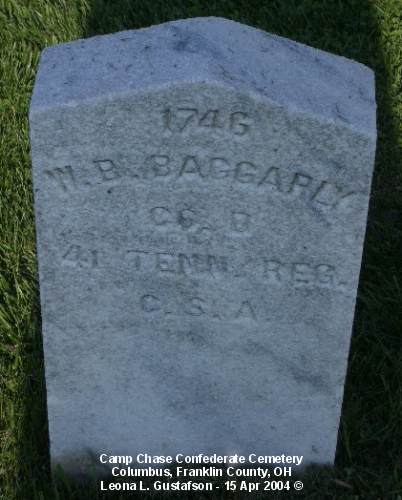 1746
W. B. BAGGARLY
CO. D
41 TENN. REG.
C. S. A
Camp Chase Confederate Cemetery
Columbus, Franklin County, OH
Leona L. Gustafson - 15 Apr 2004 ©